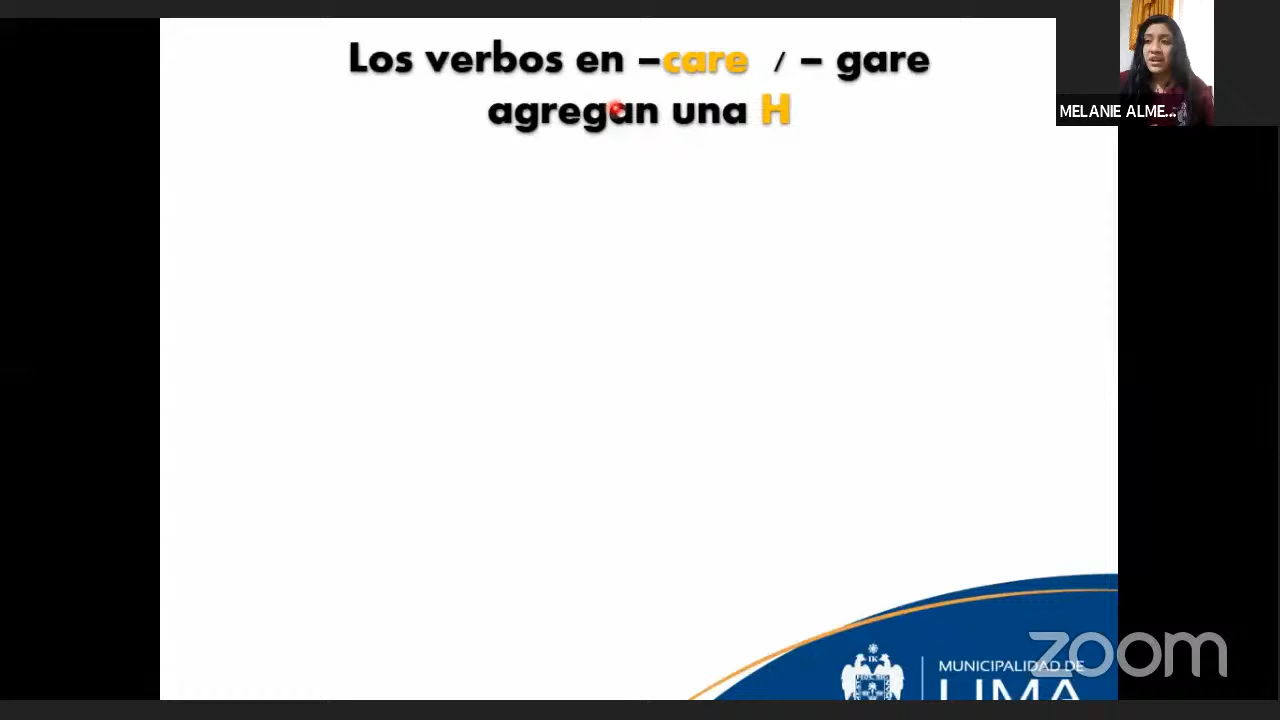 Los verbos en –care / – gare
agregan una H
MELANIE ALME...
MUNICIPALIDAD DE
LIMA
zoom